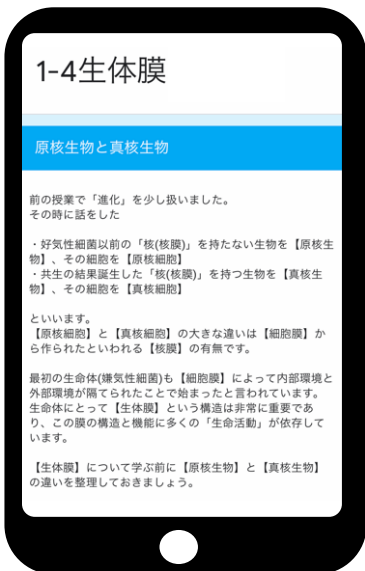 1-4生体膜
原核生物と真核生物
前の授業で「進化」を少し扱いました。
その時に話をした
・好気性細菌以前の「核(核膜)」を持たない生物を【原核生
物】、その細胞を【原核細胞】
・共生の結果誕生した「核(核膜)」を持つ生物を【真核生
物】、その細胞を【真核細胞】
といいます。
【原核細胞】と【真核細胞】の大きな違いは【細胞膜】か
ら作られたといわれる【核膜】の有無です。
最初の生命体(嫌気性細菌)も【細胞膜】によって内部環境と
外部環境が隔てられたことで始まったと言われています。
生命体にとって【生体膜】という構造は非常に重要であ
り、この膜の構造と機能に多くの「生命活動」が依存して
います。
【生体膜】について学ぶ前に【原核生物】と【真核生物】
の違いを整理しておきましょう。